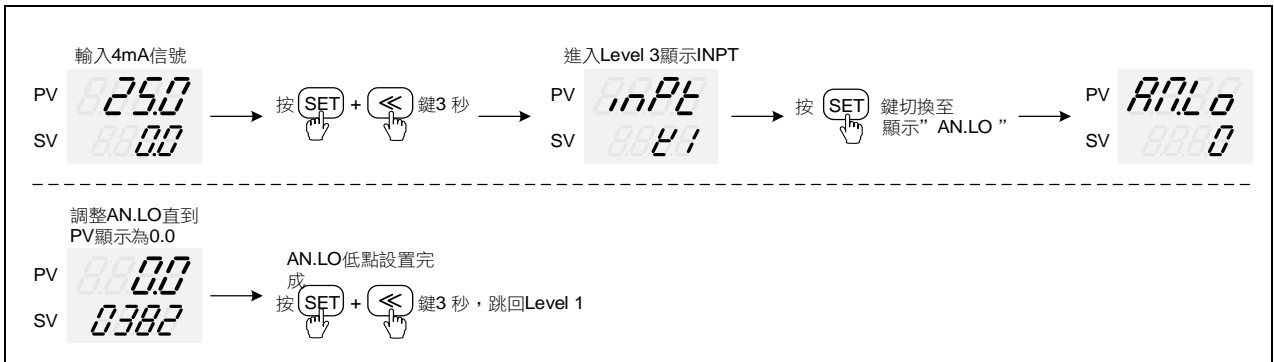 輸入4mA信號
PV 25.0
SV 0.0
按 SET + ≪ 鍵3 秒
進入Level 3顯示INPT
PV inPt
SV K1
按 SET 鍵切換至
顯示”AN.LO”
PV AN.Lo
SV 0
調整AN.LO直到
PV顯示為0.0
PV 0.0
SV 0382
AN.LO低點設置完
成
按 SET + ≪ 鍵3 秒，跳回Level 1